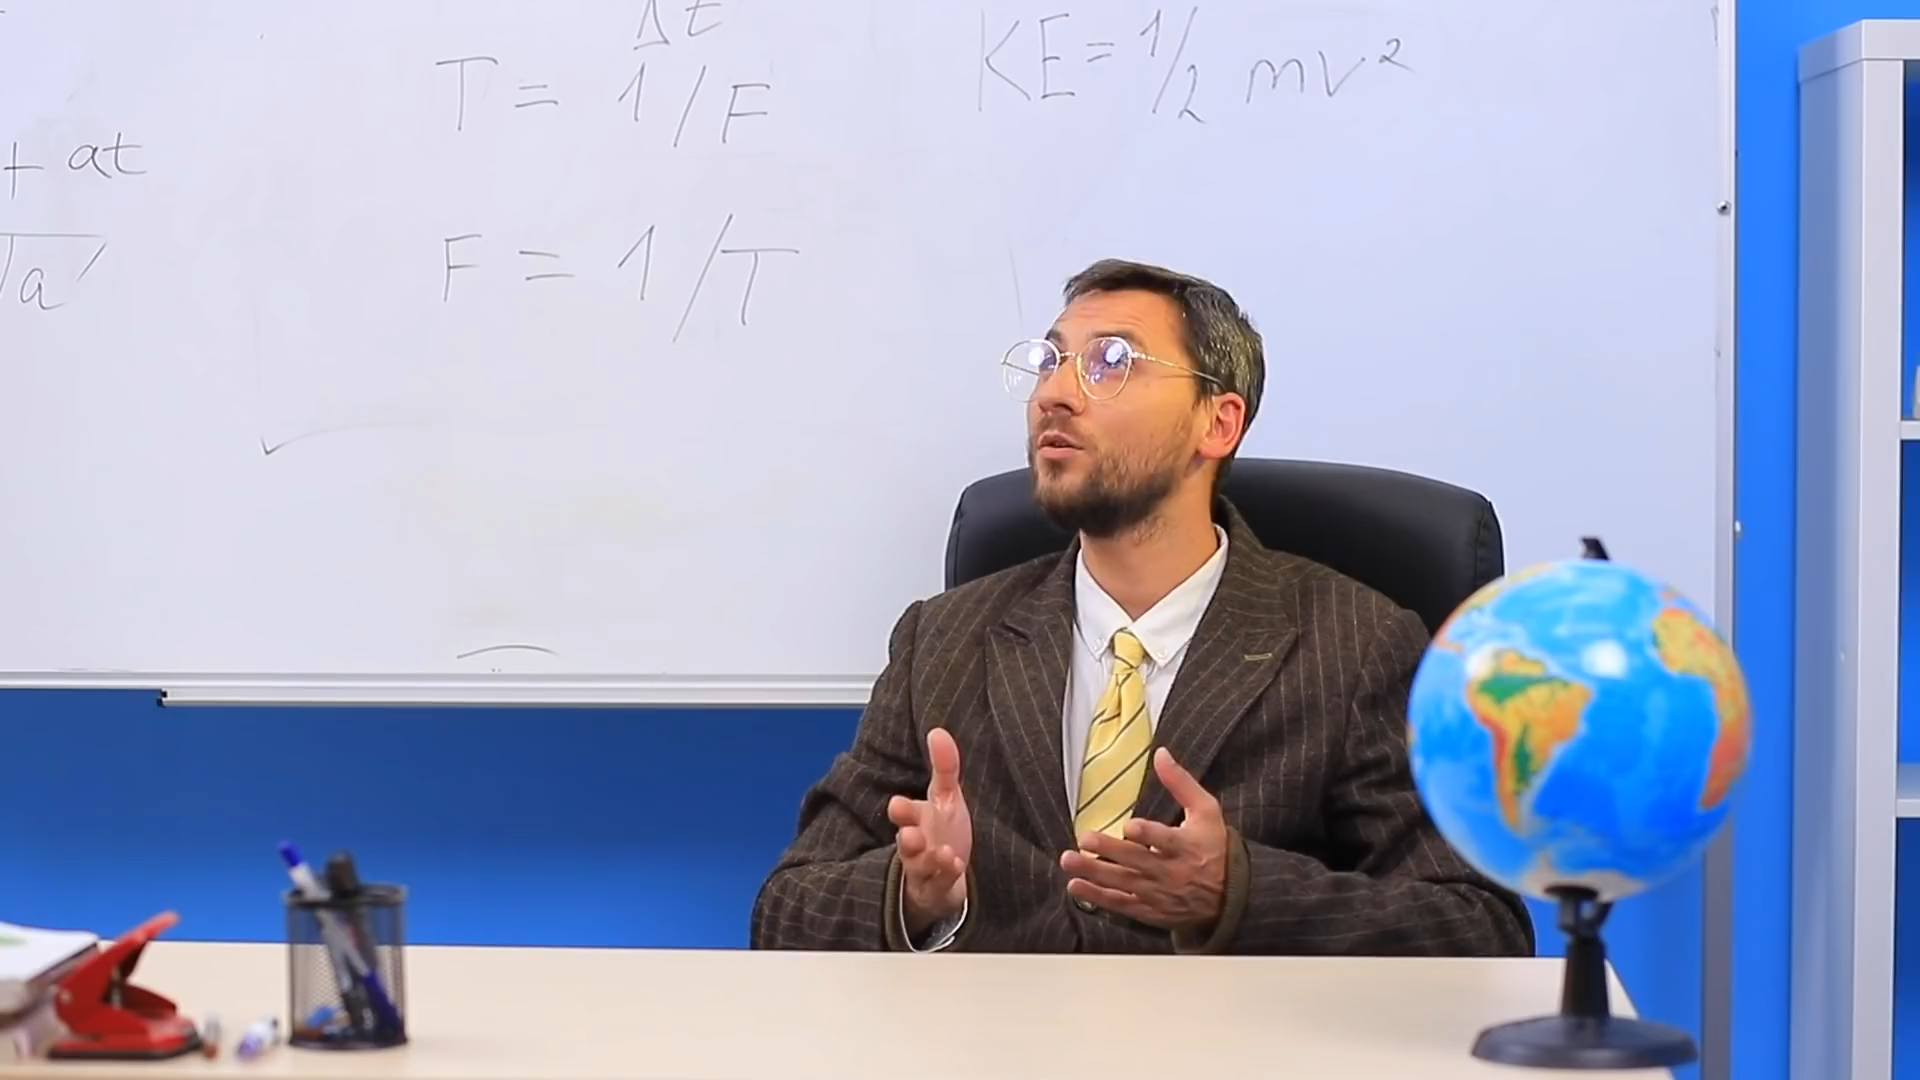 Δt
T = 1/F
KE = 1/2 mv²
+ at
F = 1/T
√a